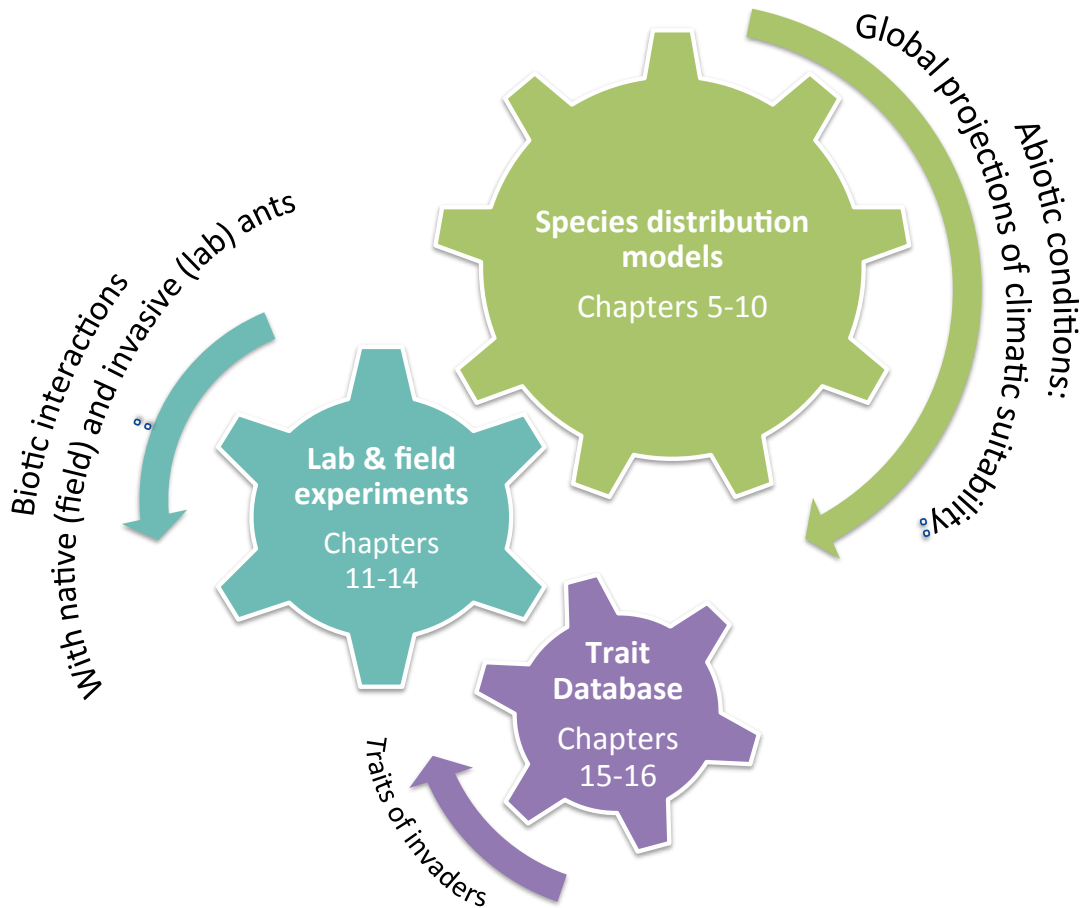 Abiotic conditions:
Global projections of climatic suitability:
Species distribution
models
Chapters 5-10
Biotic interactions
With native (field) and invasive (lab) ants
:
Lab & field
experiments
Chapters
11-14
Trait
Database
Chapters
15-16
Traits of invaders